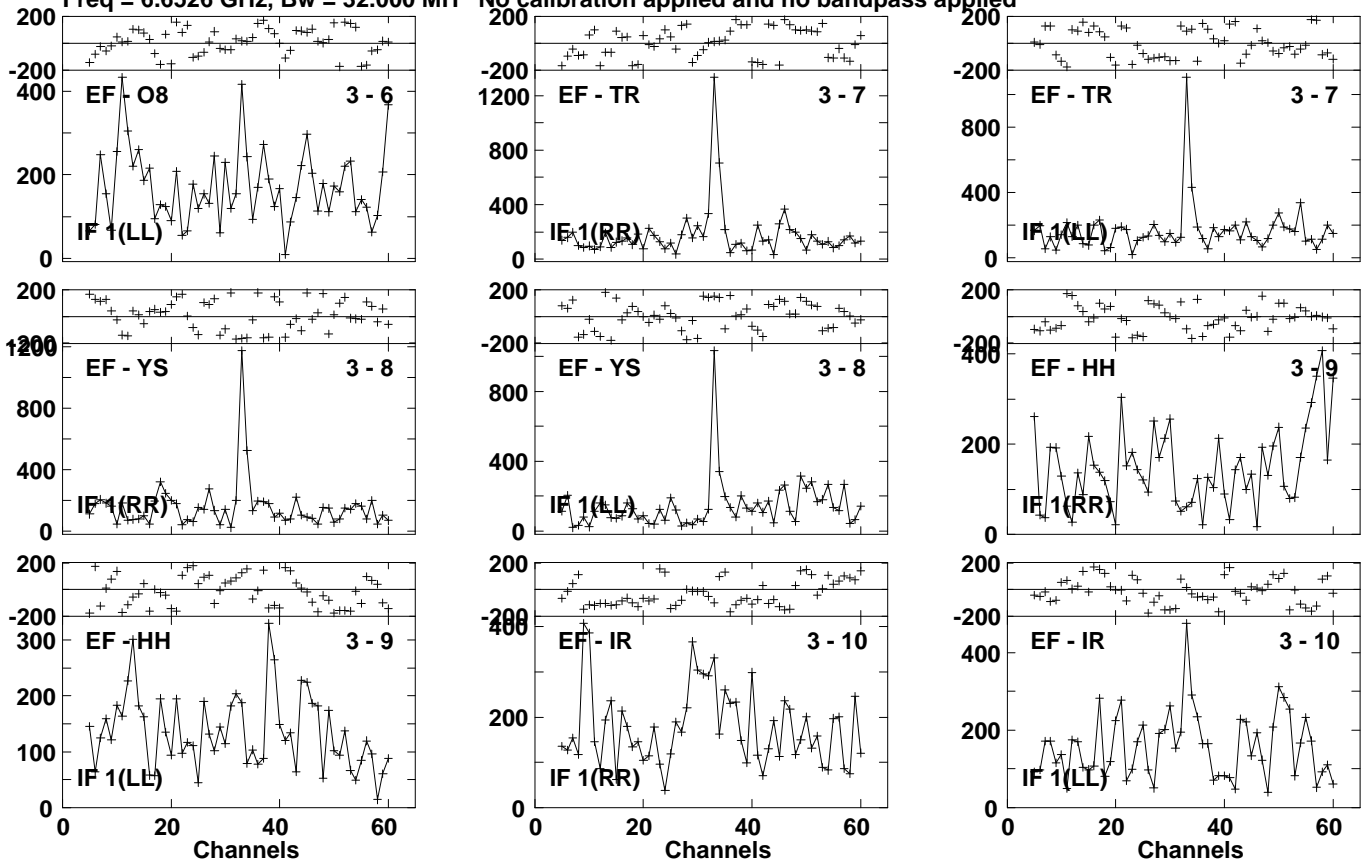 Freq = 6.6526 GHz, Bw = 32.000 MH No calibration applied and no bandpass applied
200
-200
400
200
0
EF - O8
3 - 6
IF 1(LL)
200
-200
1200
800
400
0
EF - TR
3 - 7
IF 1(RR)
200
-200
800
400
0
EF - TR
3 - 7
IF 1(LL)
200
-200
1200
800
400
0
EF - YS
3 - 8
IF 1(RR)
200
-200
800
400
0
EF - YS
3 - 8
IF 1(LL)
200
-200
400
200
0
EF - HH
3 - 9
IF 1(RR)
200
-200
300
200
100
0
EF - HH
3 - 9
IF 1(LL)
0 20 40 60
Channels
200
-200
400
200
0
EF - IR
3 - 10
IF 1(RR)
0 20 40 60
Channels
200
-200
400
200
0
EF - IR
3 - 10
IF 1(LL)
0 20 40 60
Channels